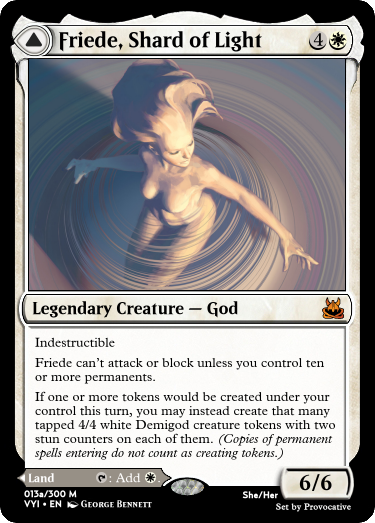 Friede, Shard of Light 4
Legendary Creature — God
Indestructible
Friede can't attack or block unless you control ten
or more permanents.
If one or more tokens would be created under your
control this turn, you may instead create that many
tapped 4/4 white Demigod creature tokens with two
stun counters on each of them. (Copies of permanent
spells entering do not count as creating tokens.)
Land : Add .
6/6
013a/300 M
VYI • EN GEORGE BENNETT
She/Her
Set by Provocative